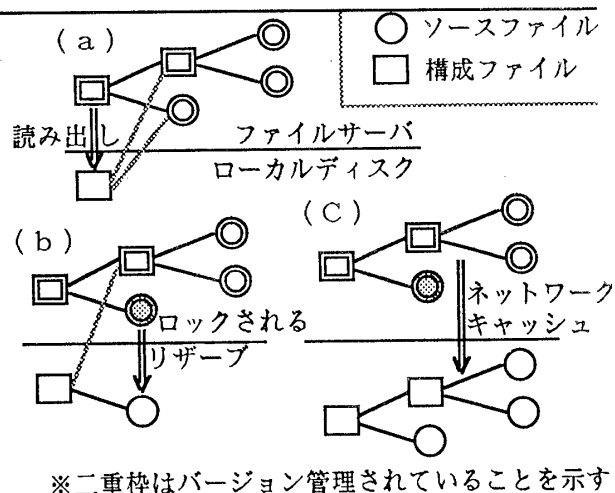 (a)
ソースファイル
構成ファイル
読み出し
ファイルサーバ
ローカルディスク
(b)
(C)
ロックされる
リザーブ
ネットワーク
キャッシュ
※二重枠はバージョン管理されていることを示す